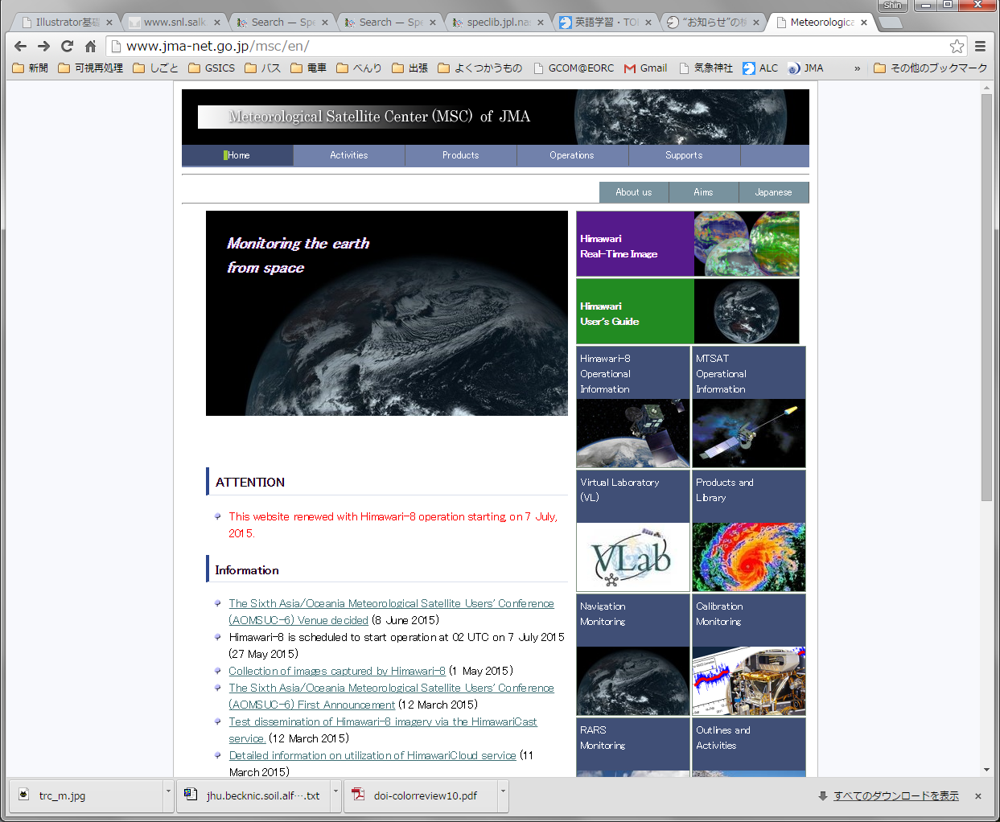 Shin
Illustrator基礎
www.snl.salk
Search — Spe
Search — Spe
speclib.jpl.na
英語学習・TOI
“お知らせ”の検
Meteorologica
www.jma-net.go.jp/msc/en/
新聞
可視再処理
しごと
GSICS
バス
電車
べんり
出張
よくつかうもの
GCOM@EORC
Gmail
気象神社
ALC
JMA
»
その他のブックマーク
Meteorological Satellite Center (MSC) of JMA
Home
Activities
Products
Operations
Supports
About us
Aims
Japanese
Monitoring the earth
from space
Himawari
Real-Time Image
Himawari
User's Guide
Himawari-8
Operational
Information
MTSAT
Operational
Information
Virtual Laboratory
(VL)
VLab
Products and
Library
Navigation
Monitoring
Calibration
Monitoring
RARS
Monitoring
Outlines and
Activities
ATTENTION
This website renewed with Himawari-8 operation starting, on 7 July,
2015.
Information
The Sixth Asia/Oceania Meteorological Satellite Users' Conference
(AOMSUC-6) Venue decided (8 June 2015)
Himawari-8 is scheduled to start operation at 02 UTC on 7 July 2015
(27 May 2015)
Collection of images captured by Himawari-8 (1 May 2015)
The Sixth Asia/Oceania Meteorological Satellite Users' Conference
(AOMSUC-6) First Announcement (12 March 2015)
Test dissemination of Himawari-8 imagery via the HimawariCast
service. (12 March 2015)
Detailed information on utilization of HimawariCloud service (11
March 2015)
trc_m.jpg
jhu.becknic.soil.alf….txt
doi-colorreview10.pdf
すべてのダウンロードを表示